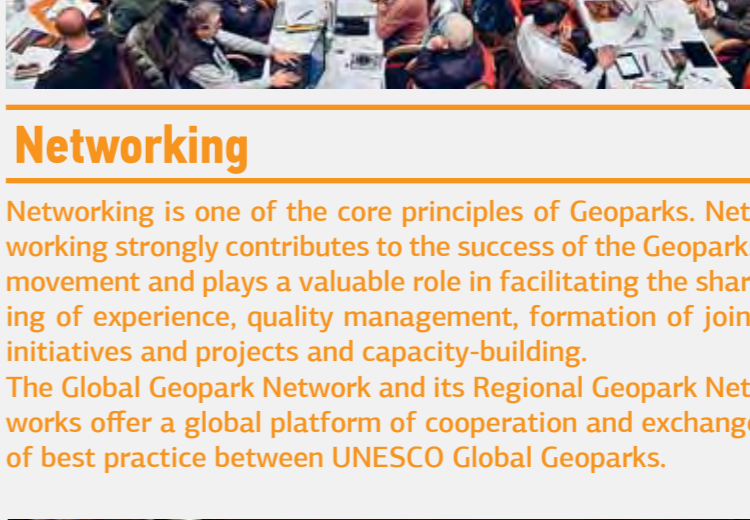 Networking
Networking is one of the core principles of Geoparks. Net
working strongly contributes to the success of the Geopark
movement and plays a valuable role in facilitating the shar
ing of experience, quality management, formation of join
initiatives and projects and capacity-building.
The Global Geopark Network and its Regional Geopark Net
works offer a global platform of cooperation and exchange
of best practice between UNESCO Global Geoparks.